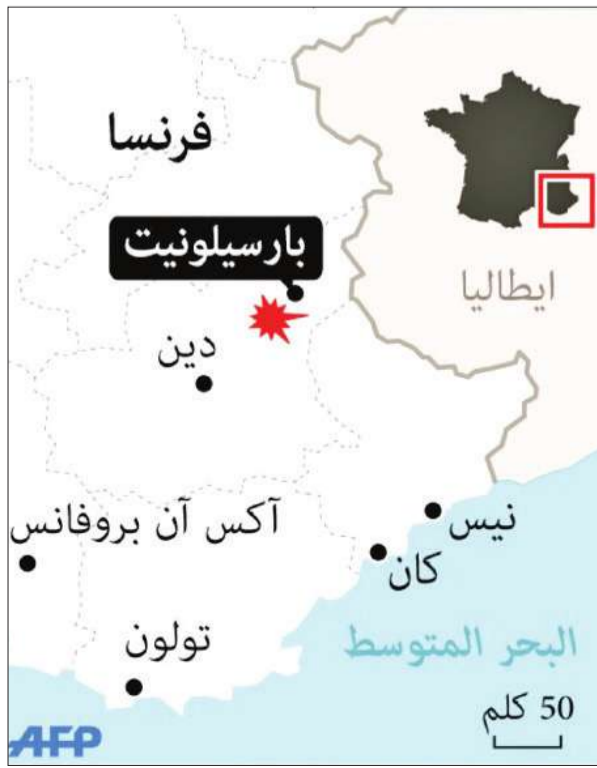 فرنسا
بارسيلونيت
ايطاليا
دين
آكس آن بروفانس
نيس
كان
تولون
البحر المتوسط
50 كلم
AFP